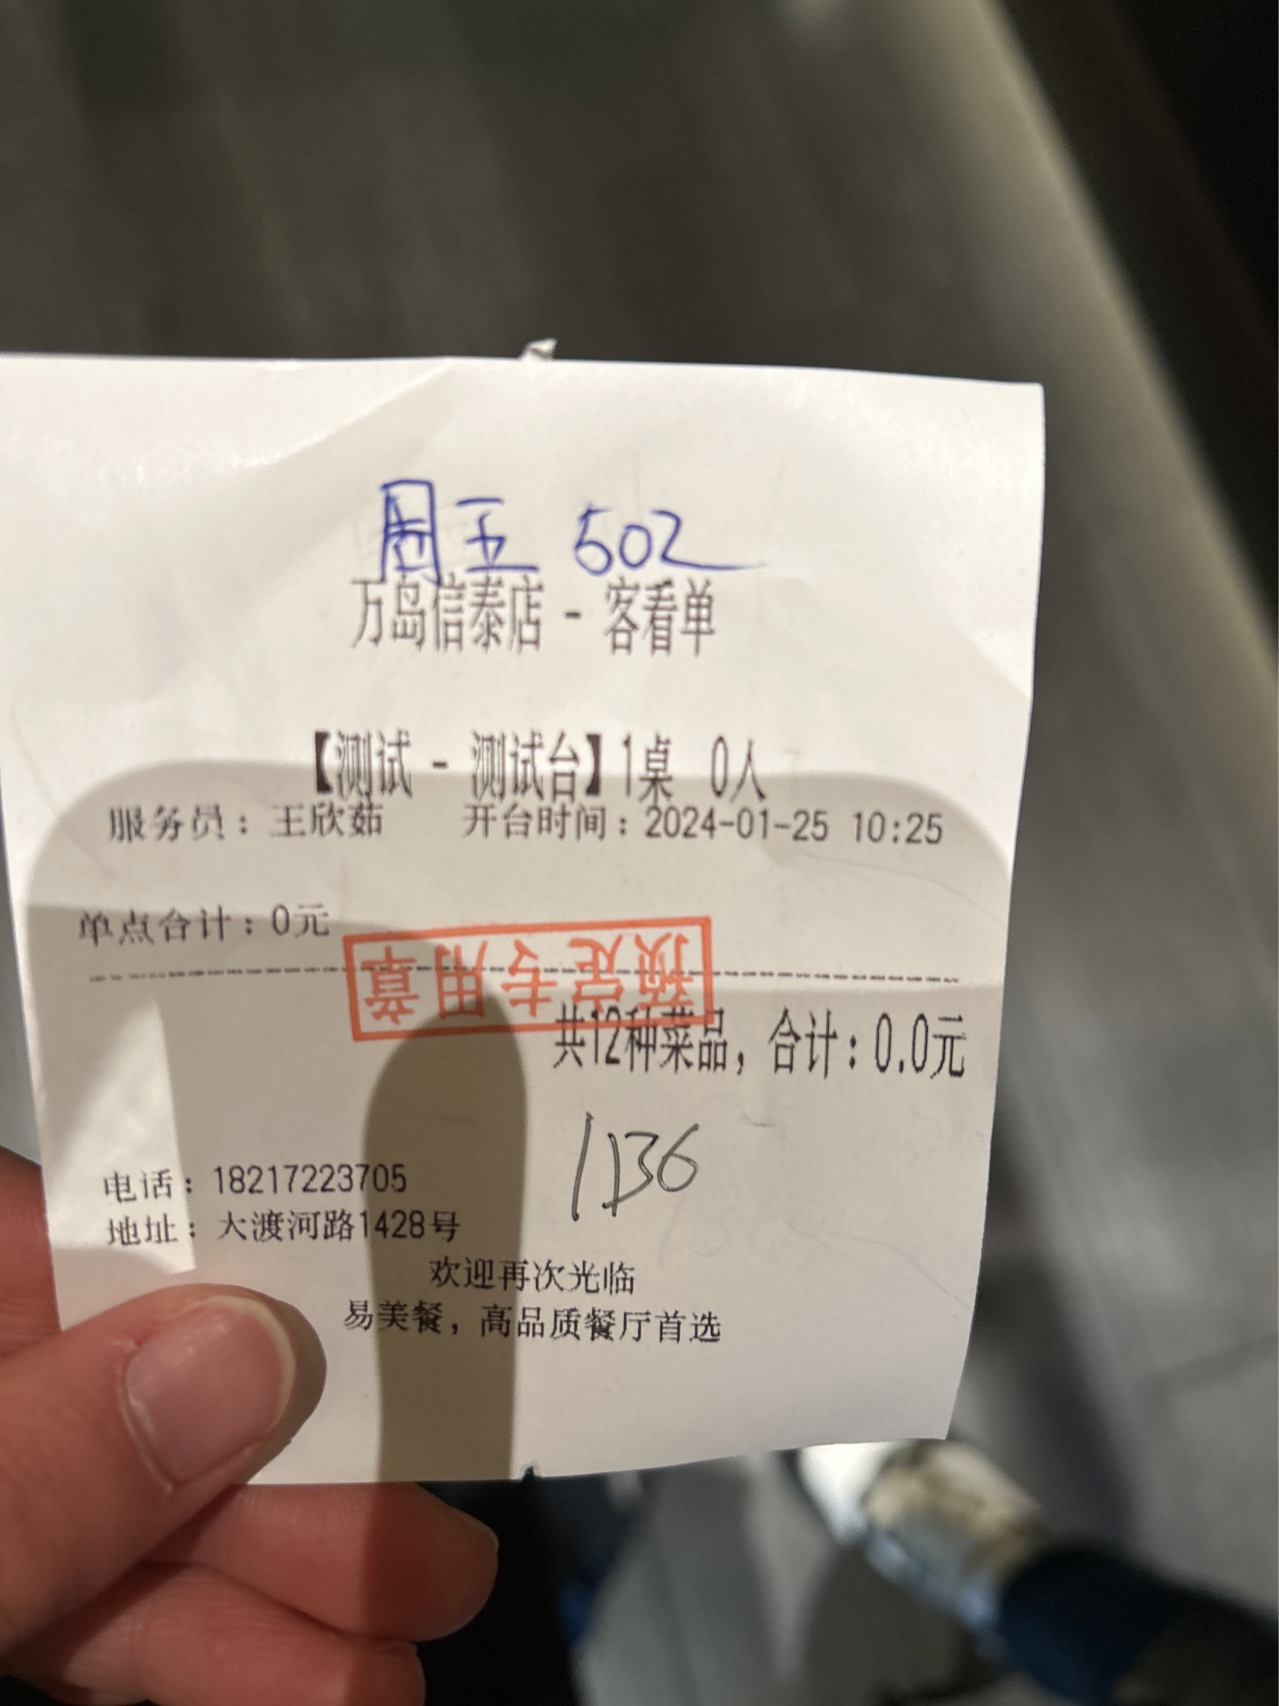 周五 502
万岛信泰店 - 客看单
【测试 - 测试台】1桌 0人
服务员：王欣茹 开台时间：2024-01-25 10:25
单点合计：0元
预定专用章
共12种菜品，合计：0.0元
1136
电话：18217223705
地址：大渡河路1428号
欢迎再次光临
易美餐，高品质餐厅首选